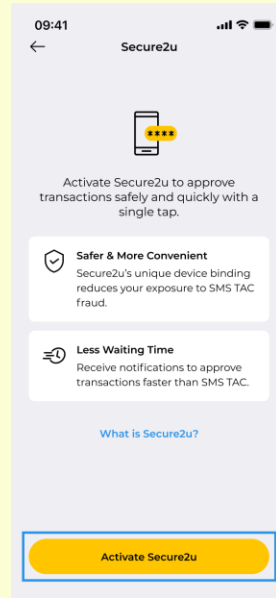 09:41
Secure2u
****
Activate Secure2u to approve
transactions safely and quickly with a
single tap.
Safer & More Convenient
Secure2u's unique device binding
reduces your exposure to SMS TAC
fraud.
Less Waiting Time
Receive notifications to approve
transactions faster than SMS TAC.
What is Secure2u?
Activate Secure2u